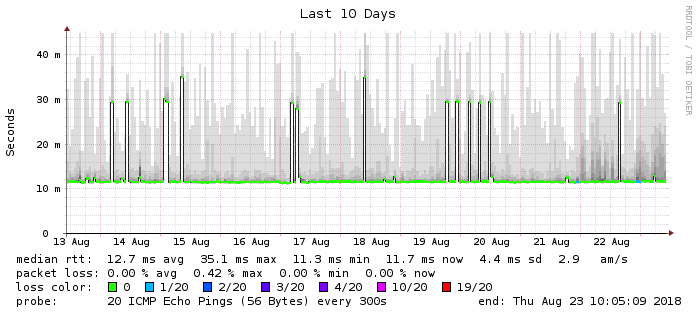 Last 10 Days
RRDTOOL / TOBI OETIKER
Seconds
40 m
30 m
20 m
10 m
0
13 Aug 14 Aug 15 Aug 16 Aug 17 Aug 18 Aug 19 Aug 20 Aug 21 Aug 22 Aug
median rtt: 12.7 ms avg 35.1 ms max 11.3 ms min 11.7 ms now 4.4 ms sd 2.9 am/s
packet loss: 0.00 % avg 0.42 % max 0.00 % min 0.00 % now
loss color: 0 1/20 2/20 3/20 4/20 10/20 19/20
probe: 20 ICMP Echo Pings (56 Bytes) every 300s end: Thu Aug 23 10:05:09 2018